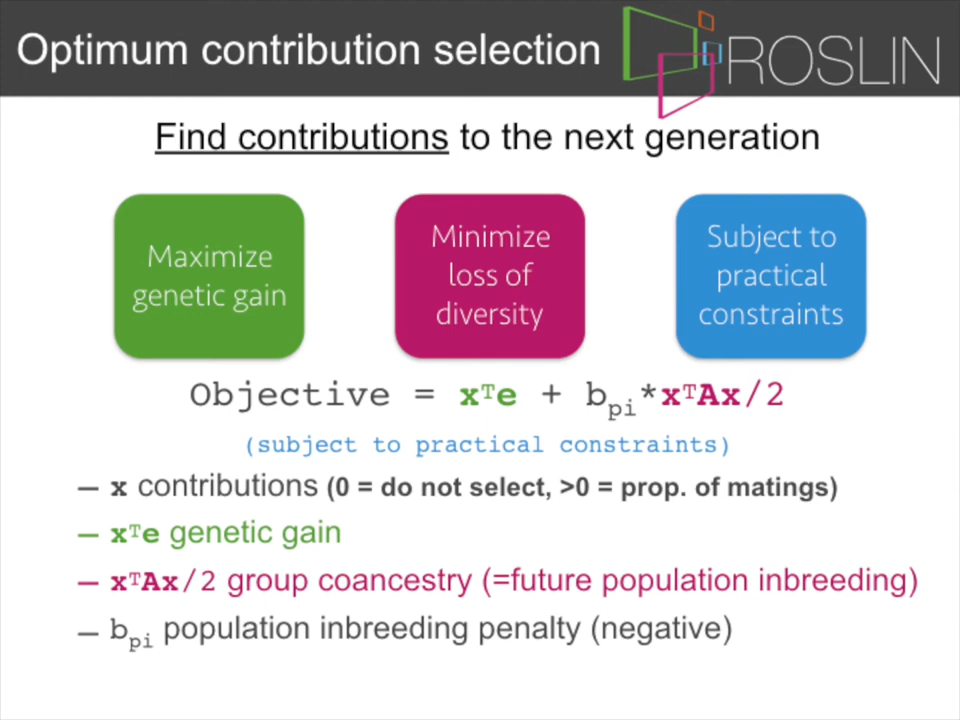 Optimum contribution selection
ROSLIN
Find contributions to the next generation
Maximize
genetic gain
Minimize
loss of
diversity
Subject to
practical
constraints
Objective = xᵀe + b_pi*xᵀAx/2
(subject to practical constraints)
– x contributions (0 = do not select, >0 = prop. of matings)
– xᵀe genetic gain
– xᵀAx/2 group coancestry (=future population inbreeding)
– b_pi population inbreeding penalty (negative)